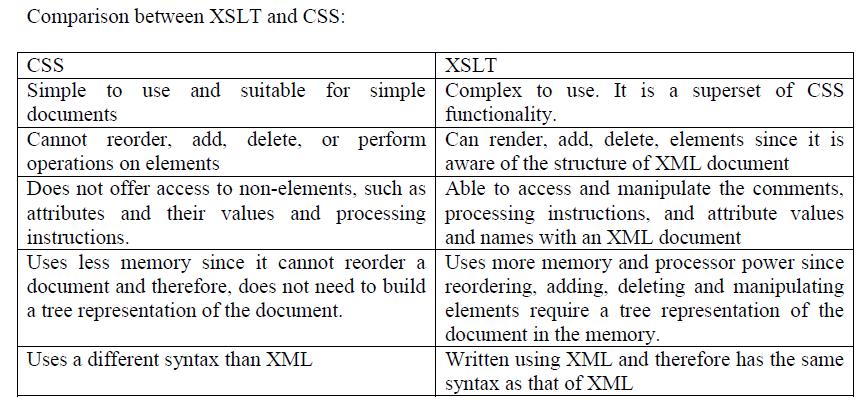 Comparison between XSLT and CSS:
CSS
XSLT
Simple to use and suitable for simple
documents
Complex to use. It is a superset of CSS
functionality.
Cannot reorder, add, delete, or perform
operations on elements
Can render, add, delete, elements since it is
aware of the structure of XML document
Does not offer access to non-elements, such as
attributes and their values and processing
instructions.
Able to access and manipulate the comments,
processing instructions, and attribute values
and names with an XML document
Uses less memory since it cannot reorder a
document and therefore, does not need to build
a tree representation of the document.
Uses more memory and processor power since
reordering, adding, deleting and manipulating
elements require a tree representation of the
document in the memory.
Uses a different syntax than XML
Written using XML and therefore has the same
syntax as that of XML